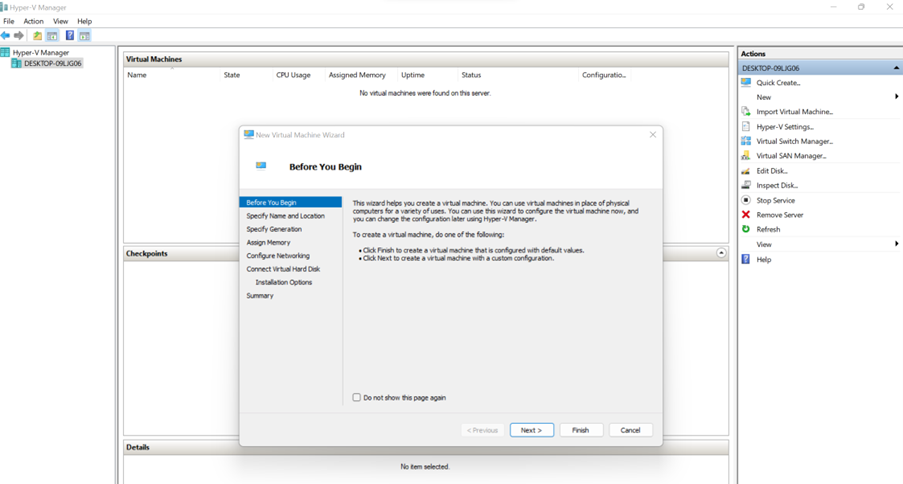 Hyper-V Manager
File Action View Help
Hyper-V Manager
DESKTOP-09LJG06
Virtual Machines
Name State CPU Usage Assigned Memory Uptime Status Configuratio...
No virtual machines were found on this server.
New Virtual Machine Wizard
Before You Begin
Before You Begin
Specify Name and Location
Specify Generation
Assign Memory
Configure Networking
Connect Virtual Hard Disk
Installation Options
Summary
This wizard helps you create a virtual machine. You can use virtual machines in place of physical
computers for a variety of uses. You can use this wizard to configure the virtual machine now, and
you can change the configuration later using Hyper-V Manager.
To create a virtual machine, do one of the following:
• Click Finish to create a virtual machine that is configured with default values.
• Click Next to create a virtual machine with a custom configuration.
Do not show this page again
< Previous Next > Finish Cancel
Checkpoints
Details
No item selected.
Actions
DESKTOP-09LJG06
Quick Create...
New
Import Virtual Machine...
Hyper-V Settings...
Virtual Switch Manager...
Virtual SAN Manager...
Edit Disk...
Inspect Disk...
Stop Service
Remove Server
Refresh
View
Help